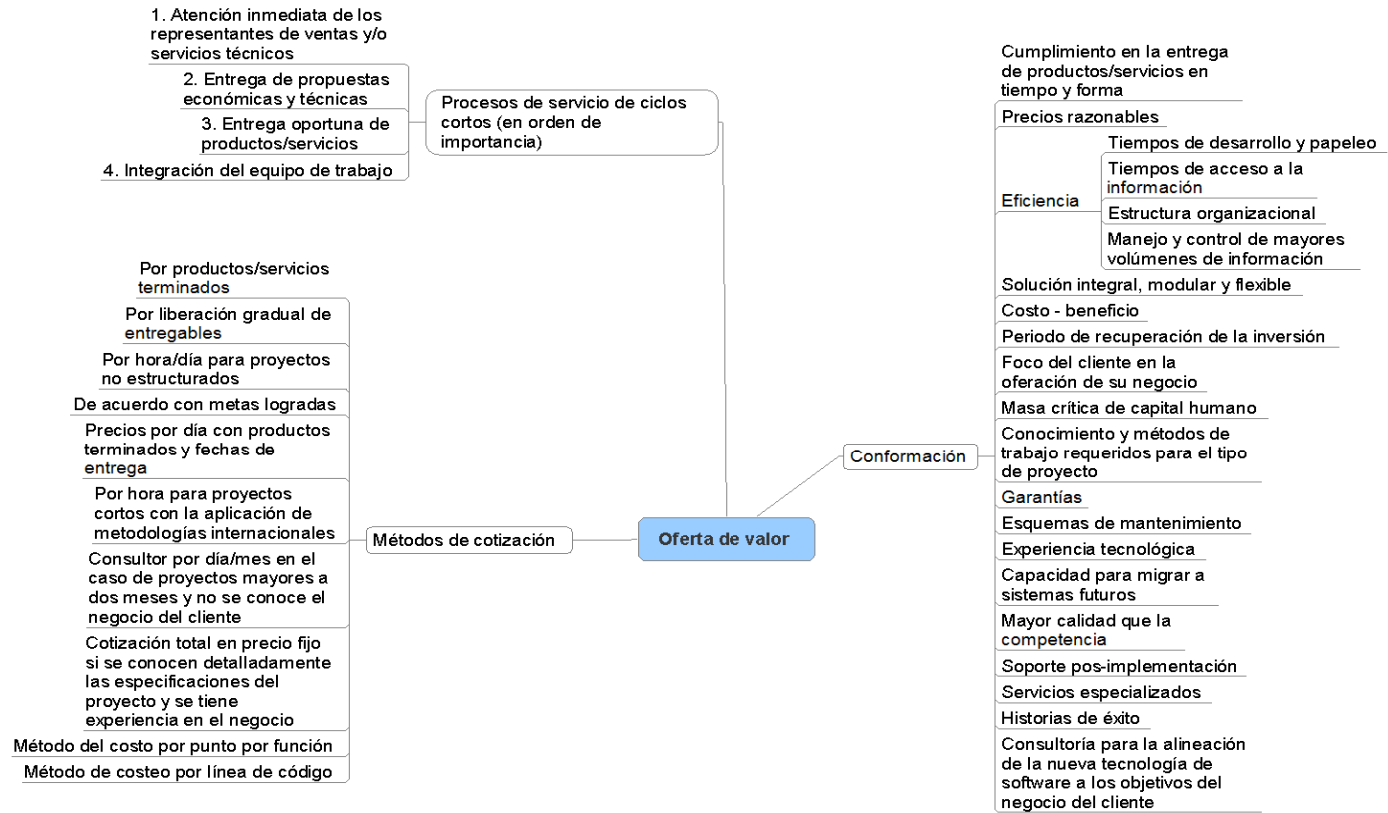 1. Atención inmediata de los
representantes de ventas y/o
servicios técnicos
2. Entrega de propuestas
económicas y técnicas
3. Entrega oportuna de
productos/servicios
4. Integración del equipo de trabajo
Procesos de servicio de ciclos
cortos (en orden de
importancia)
Por productos/servicios
terminados
Por liberación gradual de
entregables
Por hora/día para proyectos
no estructurados
De acuerdo con metas logradas
Precios por día con productos
terminados y fechas de
entrega
Por hora para proyectos
cortos con la aplicación de
metodologías internacionales
Consultor por día/mes en el
caso de proyectos mayores a
dos meses y no se conoce el
negocio del cliente
Cotización total en precio fijo
si se conocen detalladamente
las especificaciones del
proyecto y se tiene
experiencia en el negocio
Método del costo por punto por función
Método de costeo por línea de código
Métodos de cotización
Oferta de valor
Conformación
Cumplimiento en la entrega
de productos/servicios en
tiempo y forma
Precios razonables
Eficiencia
Tiempos de desarrollo y papeleo
Tiempos de acceso a la
información
Estructura organizacional
Manejo y control de mayores
volúmenes de información
Solución integral, modular y flexible
Costo - beneficio
Periodo de recuperación de la inversión
Foco del cliente en la
oferación de su negocio
Masa crítica de capital humano
Conocimiento y métodos de
trabajo requeridos para el tipo
de proyecto
Garantías
Esquemas de mantenimiento
Experiencia tecnológica
Capacidad para migrar a
sistemas futuros
Mayor calidad que la
competencia
Soporte pos-implementación
Servicios especializados
Historias de éxito
Consultoría para la alineación
de la nueva tecnología de
software a los objetivos del
negocio del cliente